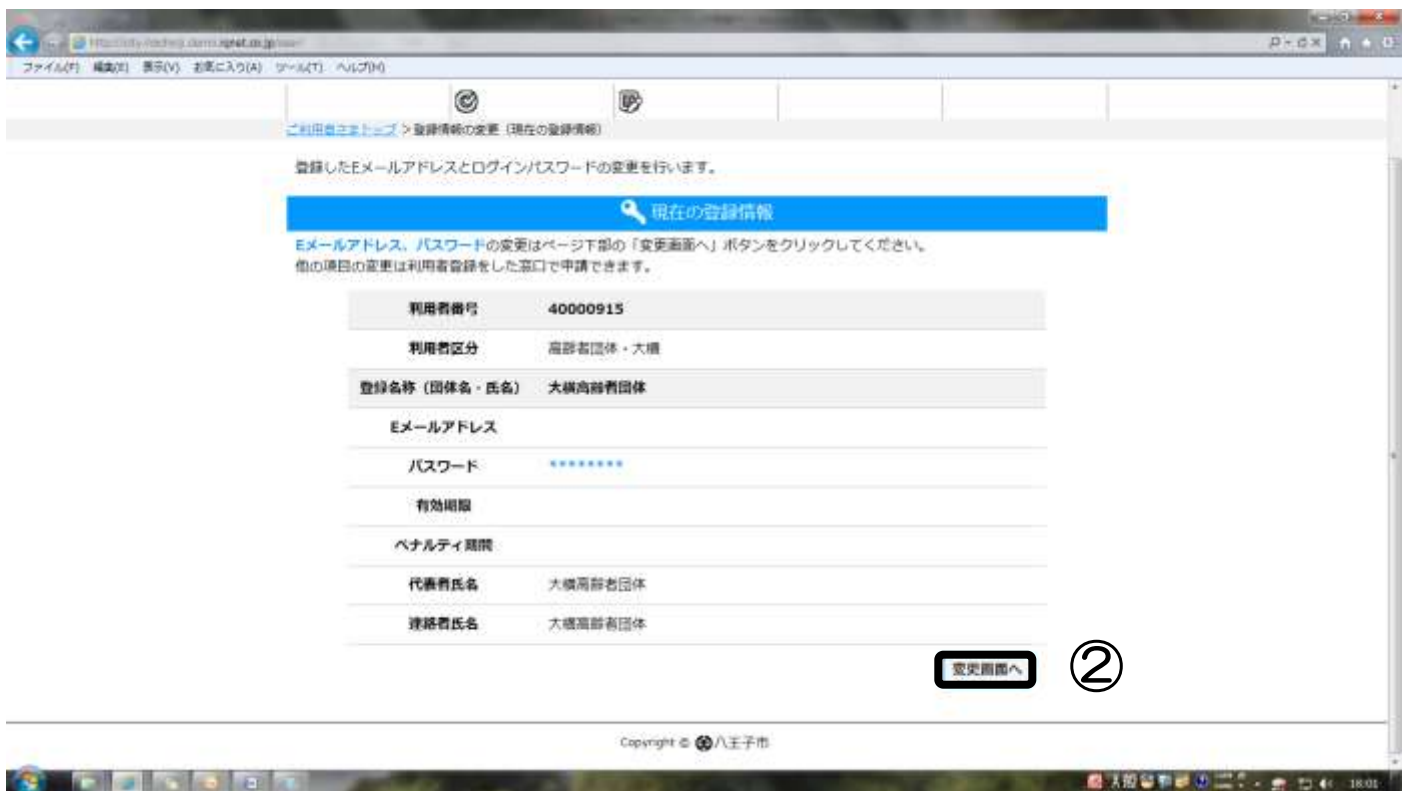 ファイル(F) 編集(E) 表示(V) お気に入り(A) ツール(T) ヘルプ(H)
ご利用者さまトップ > 登録情報の変更 (現在の登録情報)
登録したEメールアドレスとログインパスワードの変更を行います。
現在の登録情報
Eメールアドレス、パスワードの変更はページ下部の「変更画面へ」ボタンをクリックしてください。
他の項目の変更は利用者登録をした窓口で申請できます。
利用者番号 40000915
利用者区分 高齢者団体・大横
登録名称（団体名・氏名） 大横高齢者団体
Eメールアドレス
パスワード ********
有効期限
ペナルティ期間
代表者氏名 大横高齢者団体
連絡者氏名 大横高齢者団体
変更画面へ ②
Copyright © 八王子市
18:01